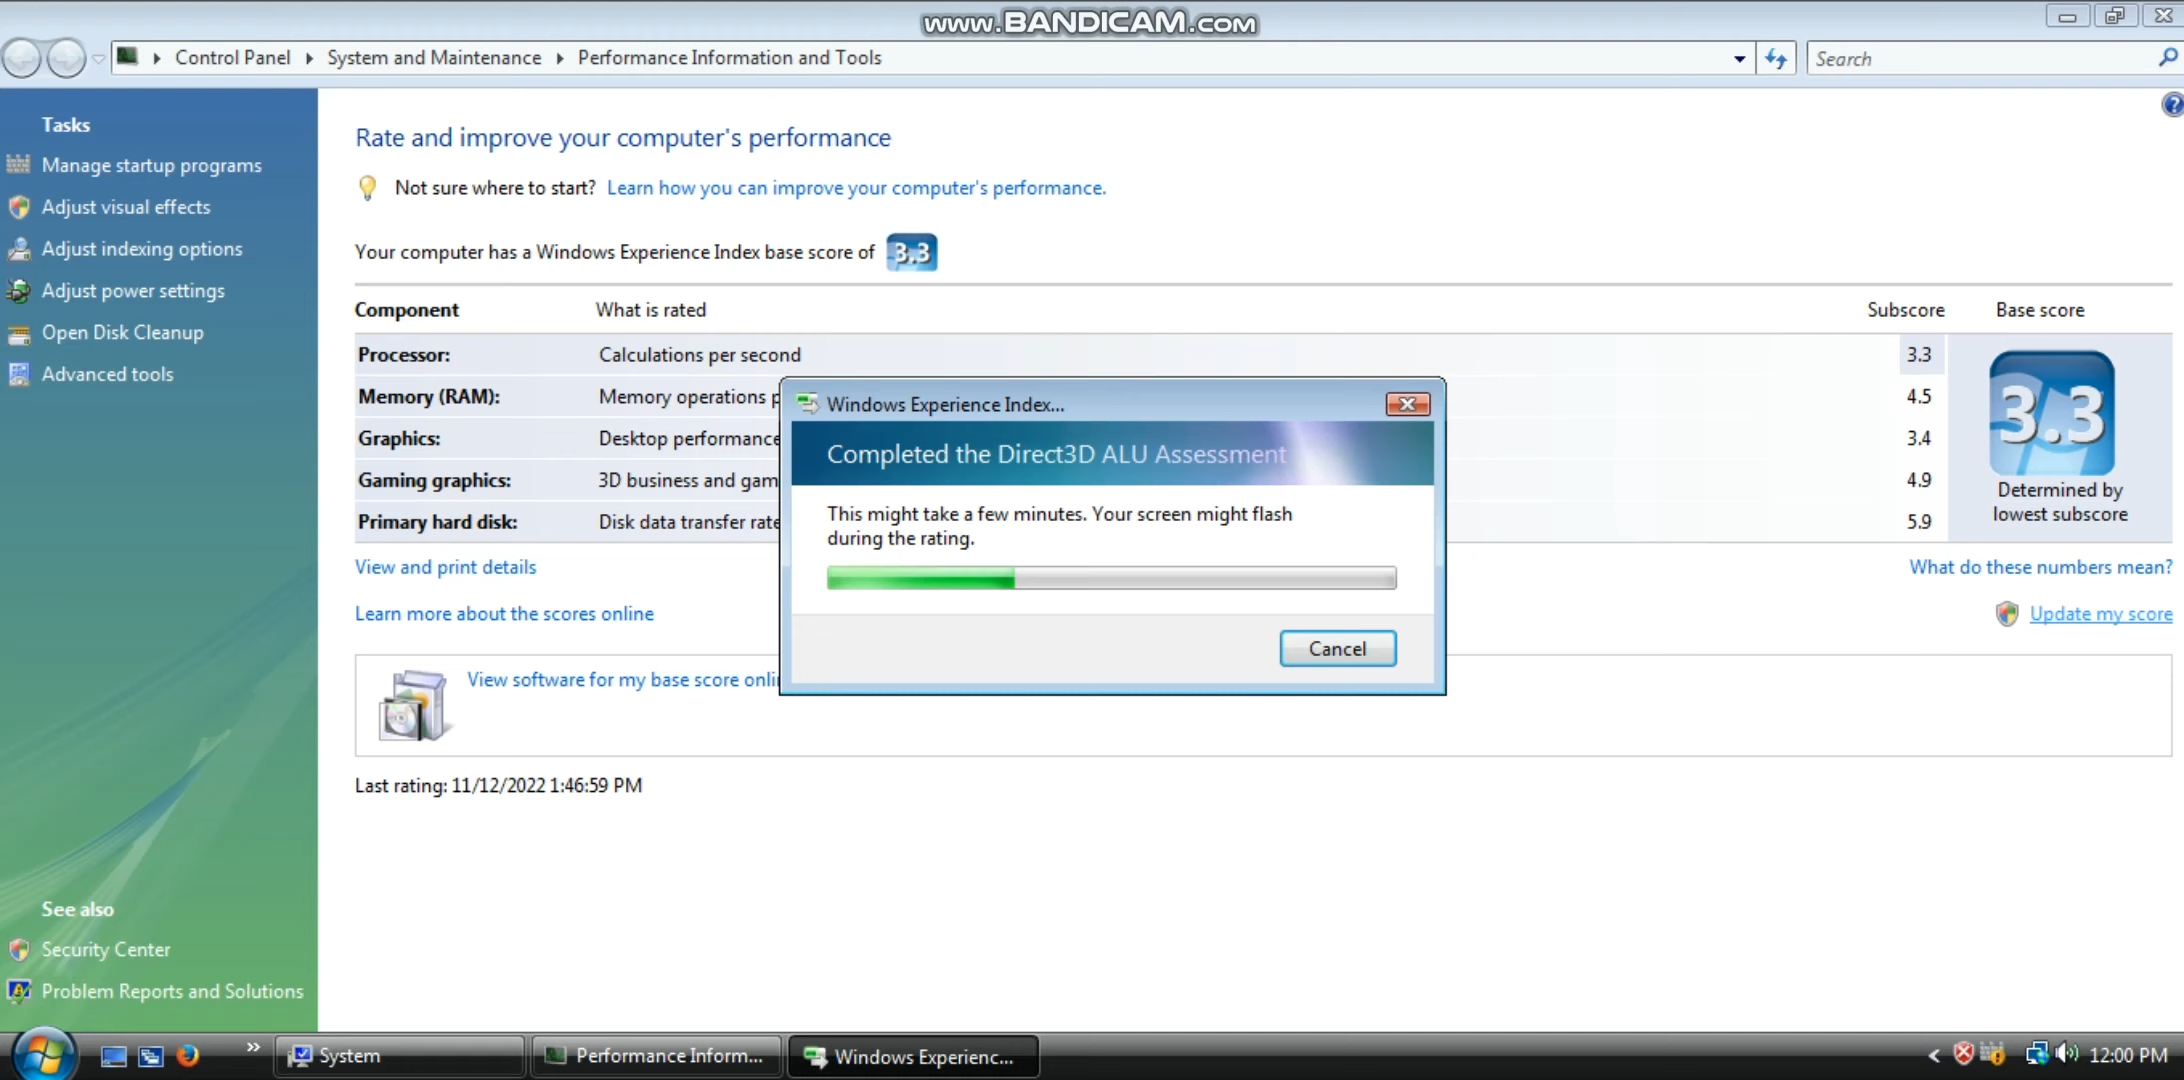 www.BANDICAM.com
Control Panel
System and Maintenance
Performance Information and Tools
Search
Tasks
Manage startup programs
Adjust visual effects
Adjust indexing options
Adjust power settings
Open Disk Cleanup
Advanced tools
See also
Security Center
Problem Reports and Solutions
Rate and improve your computer's performance
Not sure where to start? Learn how you can improve your computer's performance.
Your computer has a Windows Experience Index base score of 3.3
Component What is rated Subscore Base score
Processor: Calculations per second 3.3
Memory (RAM): Memory operations 4.5
Graphics: Desktop performance 3.4
Gaming graphics: 3D business and gam 4.9
Primary hard disk: Disk data transfer rate 5.9
3.3
Determined by
lowest subscore
View and print details
What do these numbers mean?
Learn more about the scores online
Update my score
View software for my base score onli
Last rating: 11/12/2022 1:46:59 PM
Windows Experience Index...
Completed the Direct3D ALU Assessment
This might take a few minutes. Your screen might flash
during the rating.
Cancel
System
Performance Inform...
Windows Experienc...
12:00 PM